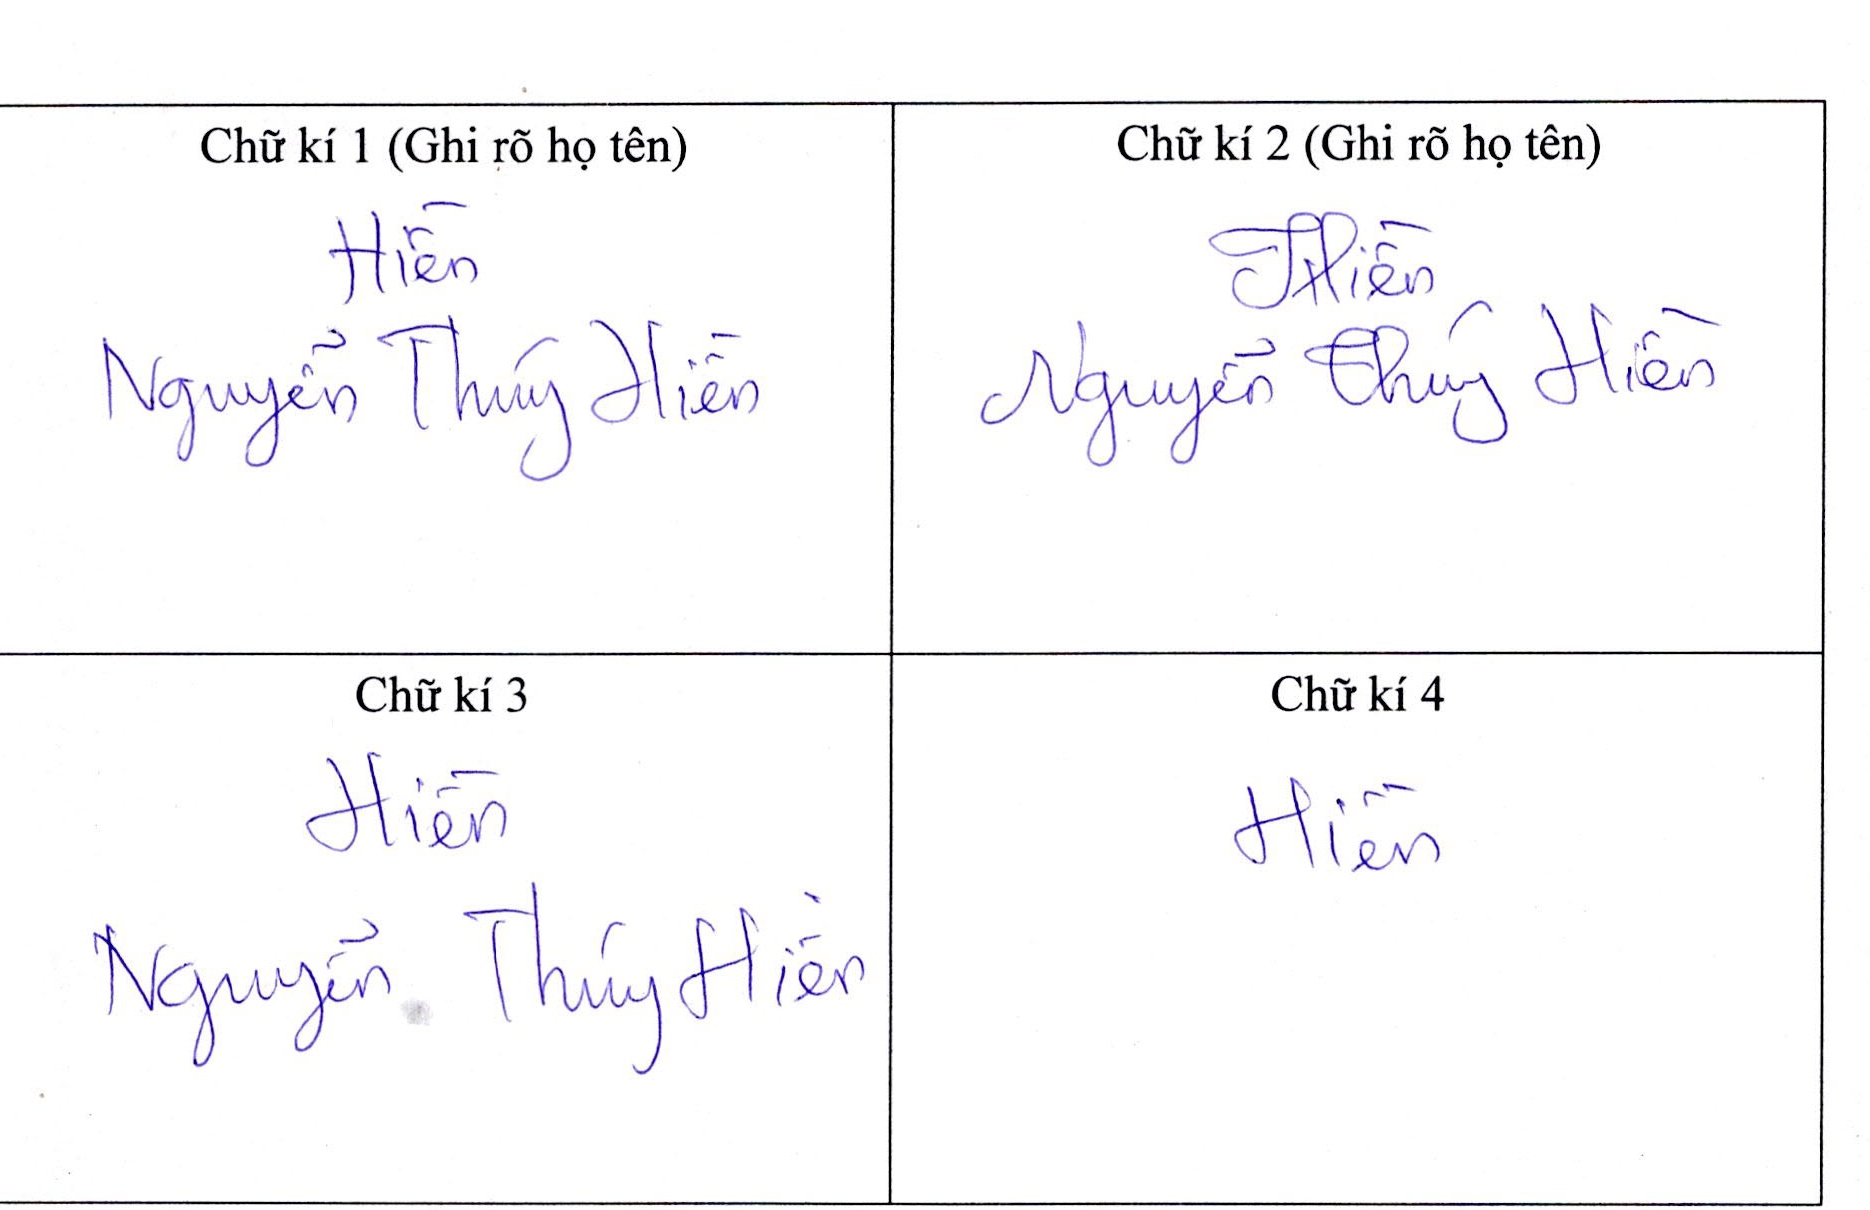 Chữ kí 1 (Ghi rõ họ tên)
Hiền
Nguyễn Thúy Hiền
Chữ kí 2 (Ghi rõ họ tên)
THiền
Nguyễn Thúy Hiền
Chữ kí 3
Hiền
Nguyễn Thúy Hiền
Chữ kí 4
Hiền